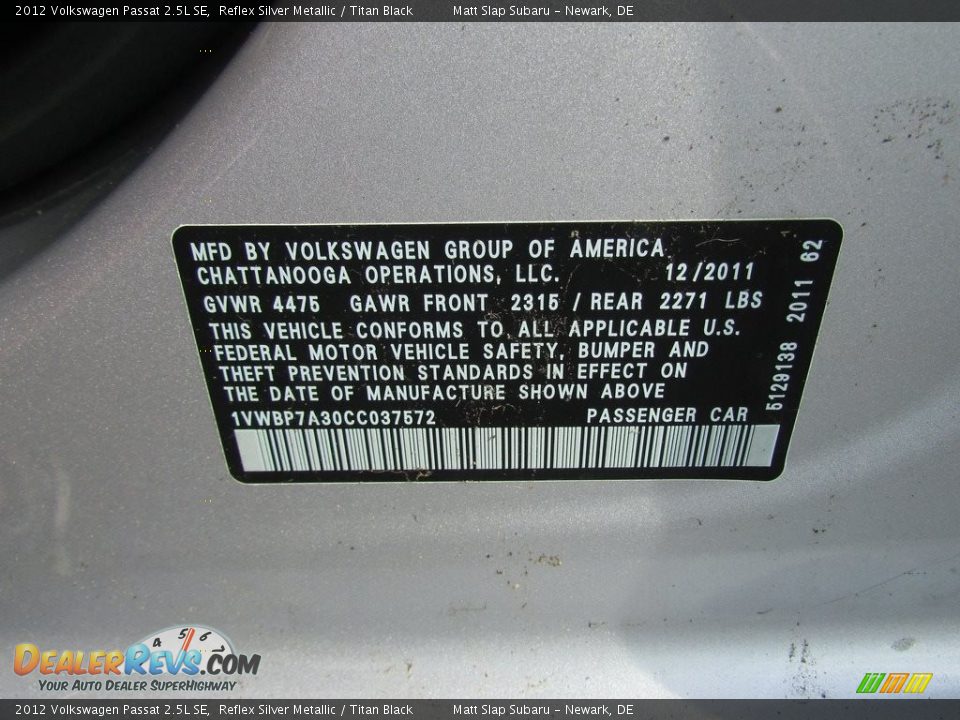 2012 Volkswagen Passat 2.5L SE, Reflex Silver Metallic / Titan Black Matt Slap Subaru - Newark, DE
MFD BY VOLKSWAGEN GROUP OF AMERICA
CHATTANOOGA OPERATIONS, LLC. 12/2011
GVWR 4475 GAWR FRONT 2315 / REAR 2271 LBS
THIS VEHICLE CONFORMS TO ALL APPLICABLE U.S.
FEDERAL MOTOR VEHICLE SAFETY, BUMPER AND
THEFT PREVENTION STANDARDS IN EFFECT ON
THE DATE OF MANUFACTURE SHOWN ABOVE
1VWBP7A30CC037572 PASSENGER CAR
5129138 2011 62
4 5 6
DEALERREVS.COM
YOUR AUTO DEALER SUPERHIGHWAY
2012 Volkswagen Passat 2.5L SE, Reflex Silver Metallic / Titan Black Matt Slap Subaru - Newark, DE